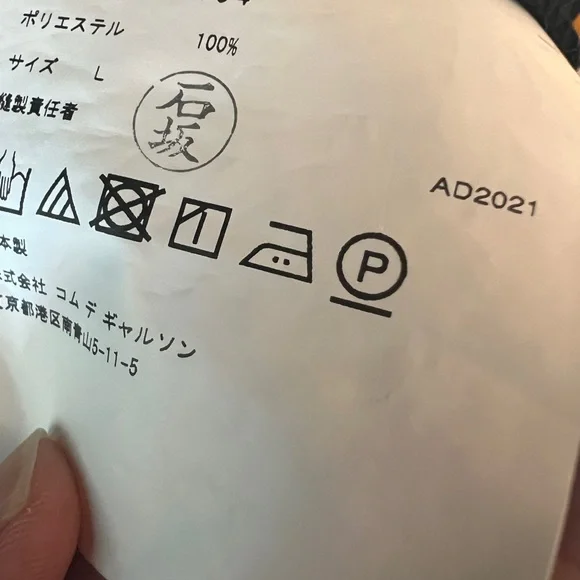 ポリエステル 100%
サイズ L
縫製責任者 石坂
AD2021
P
本製
式会社 コム デ ギャルソン
京都港区南青山5-11-5